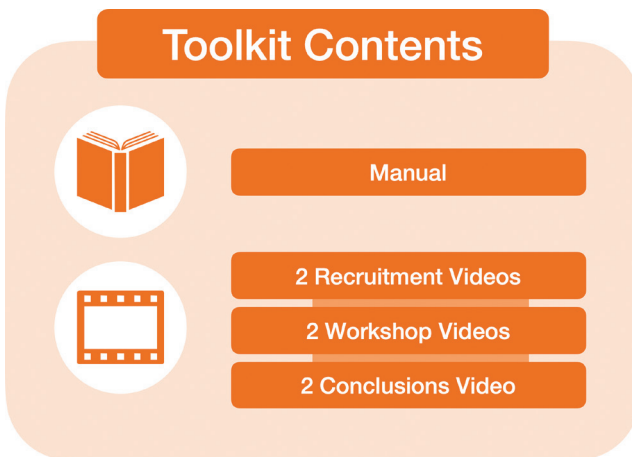 Toolkit Contents
Manual
2 Recruitment Videos
2 Workshop Videos
2 Conclusions Video